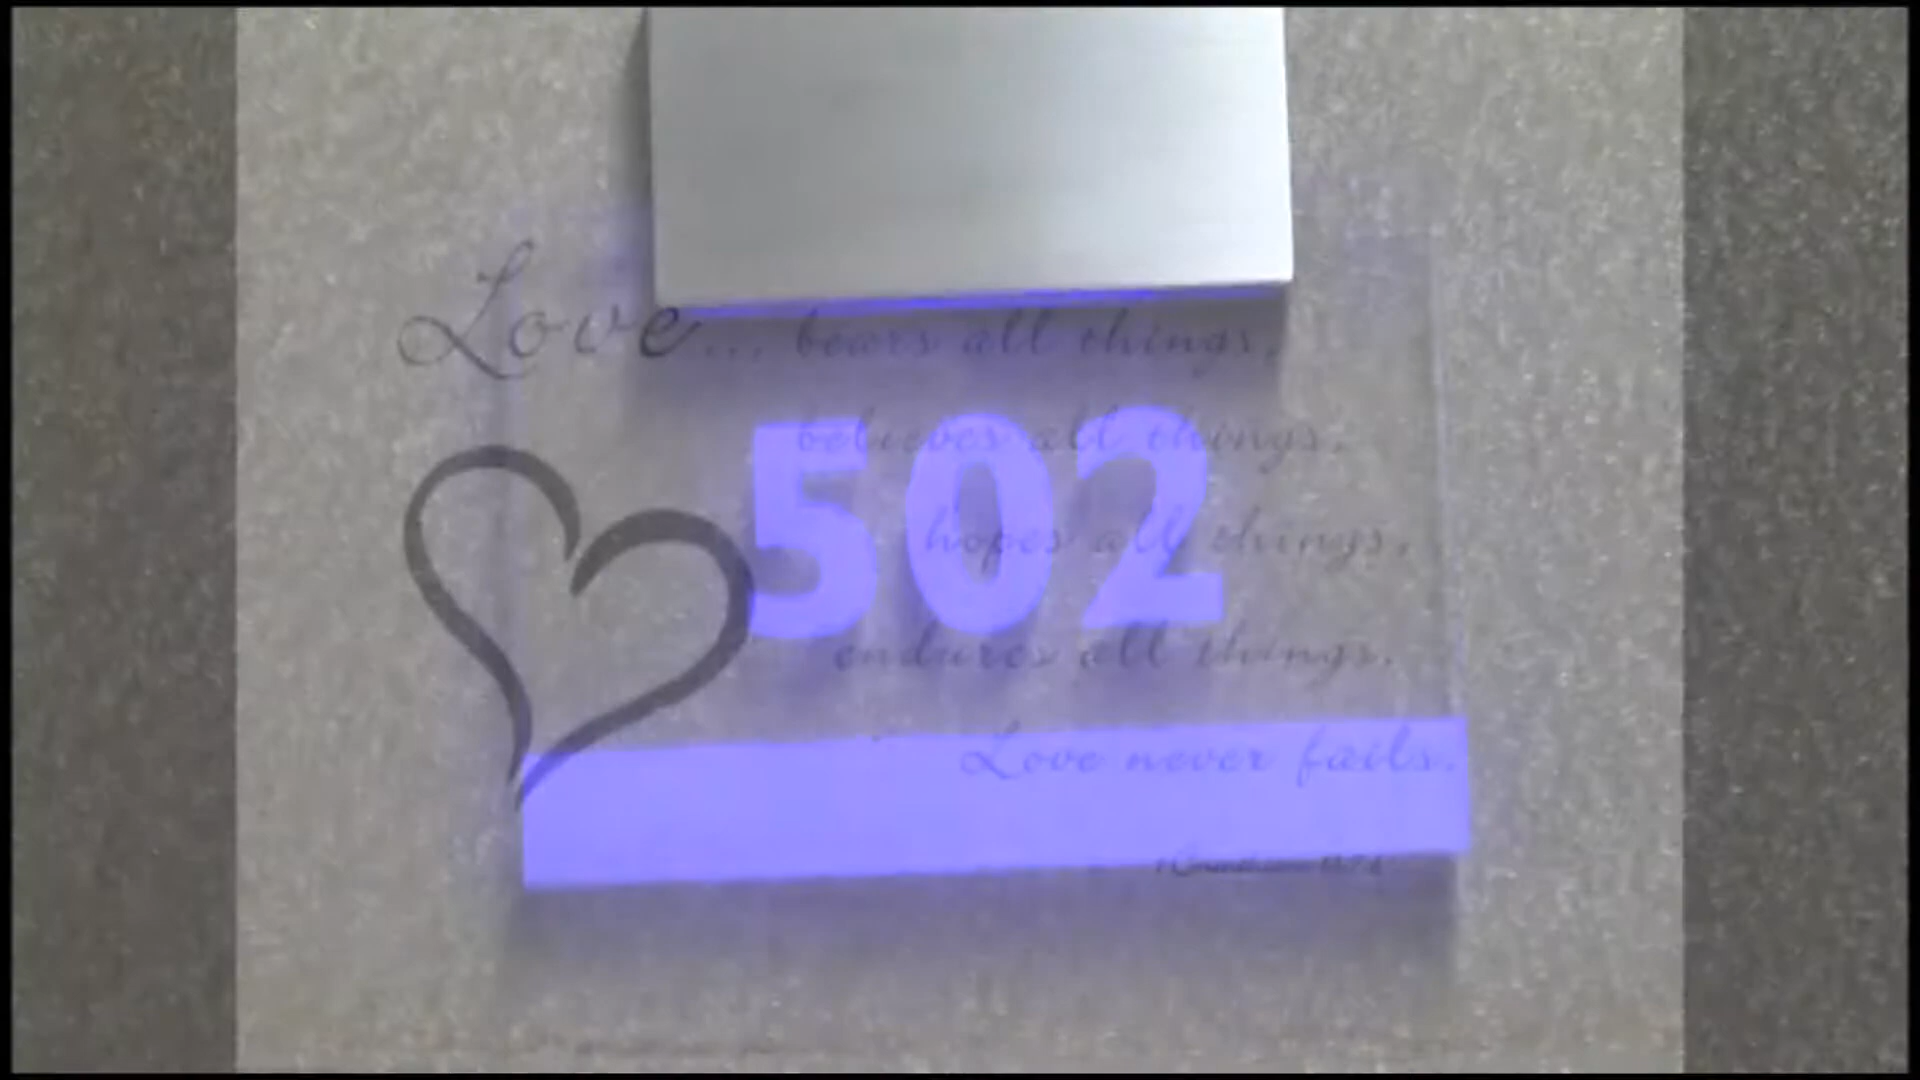 Love... bears all things,
believes all things,
502
hopes all things,
endures all things.
Love never fails.